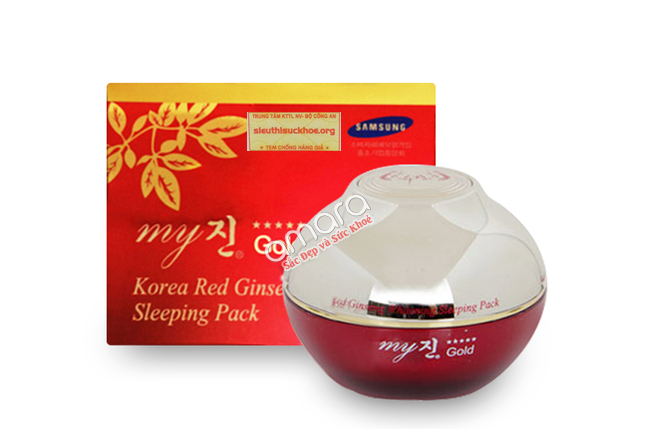 TRUNG TÂM KTTL NV- BỘ CÔNG AN
sieuthisuckhoe.org
TEM CHỐNG HÀNG GIẢ
SAMSUNG
my진® Gold
Korea Red Ginse
Sleeping Pack
amara
Sắc Đẹp và Sức Khoẻ
Red Ginseng Sleeping Pack
my진® Gold